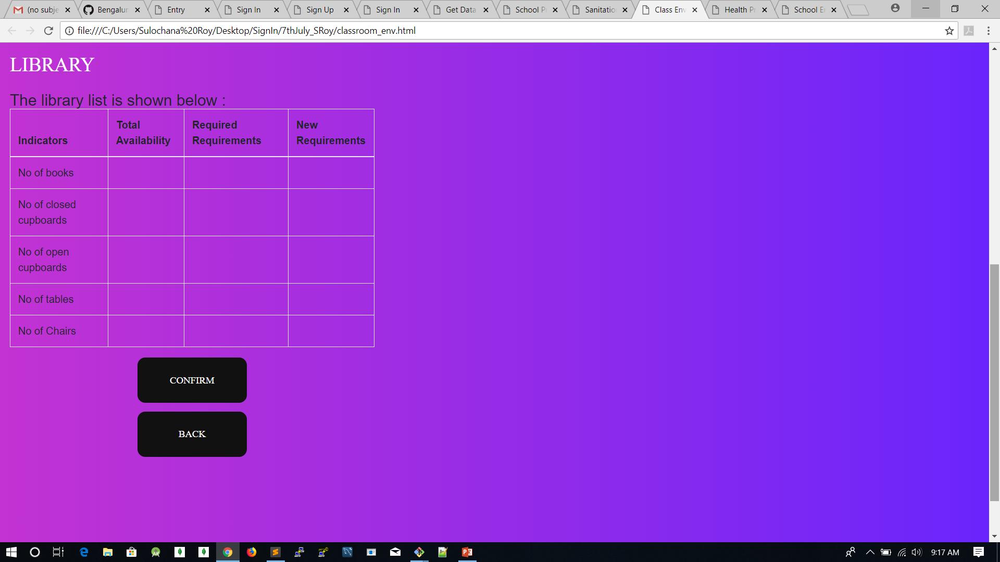 (no subje
Bengalur
Entry
Sign In
Sign Up
Sign In
Get Data
School P
Sanitatio
Class Env
Health Pr
School E
file:///C:/Users/Sulochana%20Roy/Desktop/SignIn/7thJuly_SRoy/classroom_env.html
LIBRARY
The library list is shown below :
Indicators
Total
Availability
Required
Requirements
New
Requirements
No of books
No of closed
cupboards
No of open
cupboards
No of tables
No of Chairs
CONFIRM
BACK
9:17 AM